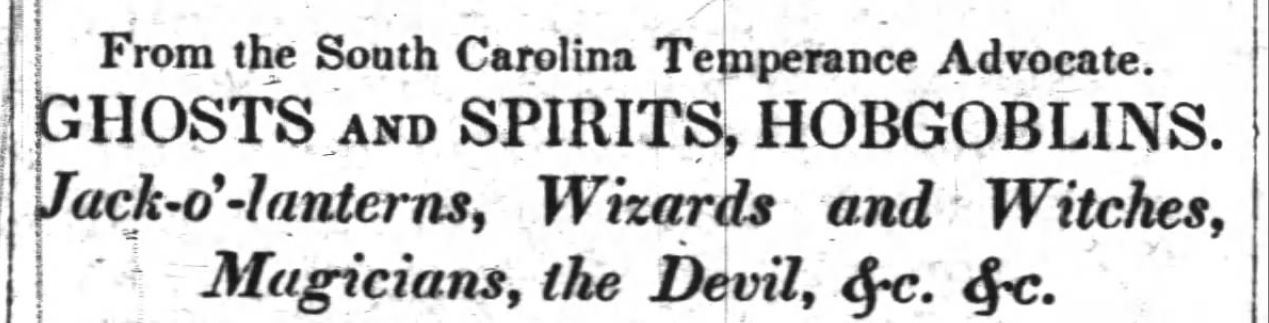 From the South Carolina Temperance Advocate.
GHOSTS AND SPIRITS, HOBGOBLINS.
Jack-o'-lanterns, Wizards and Witches,
Magicians, the Devil, &c. &c.